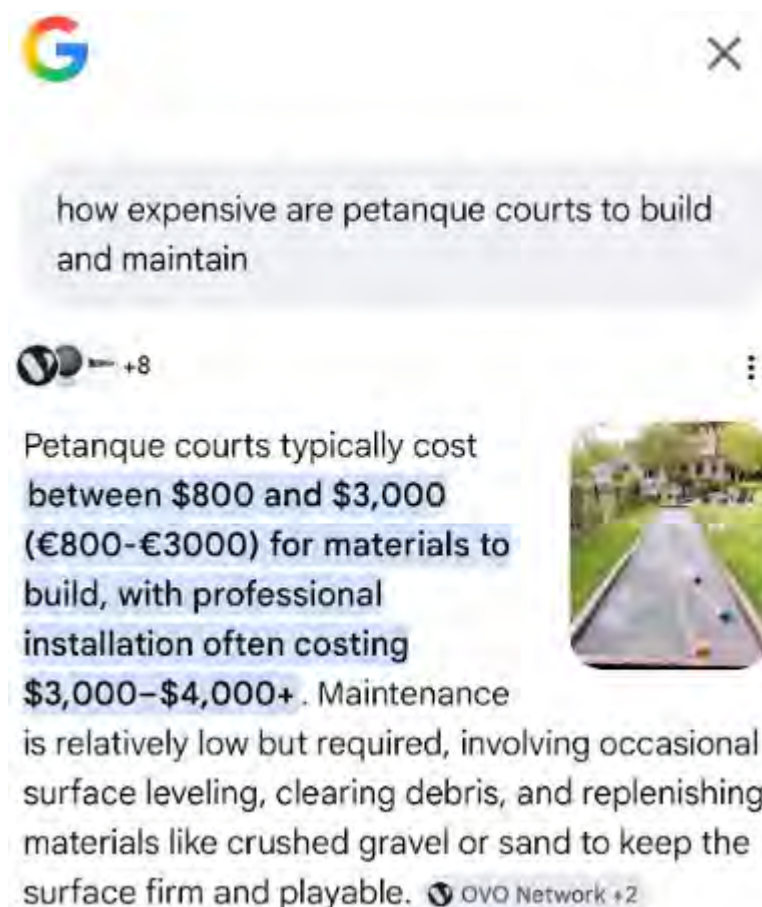 how expensive are petanque courts to build
and maintain
+8
Petanque courts typically cost
between $800 and $3,000
(€800-€3000) for materials to
build, with professional
installation often costing
$3,000–$4,000+. Maintenance
is relatively low but required, involving occasional
surface leveling, clearing debris, and replenishing
materials like crushed gravel or sand to keep the
surface firm and playable. OVO Network +2